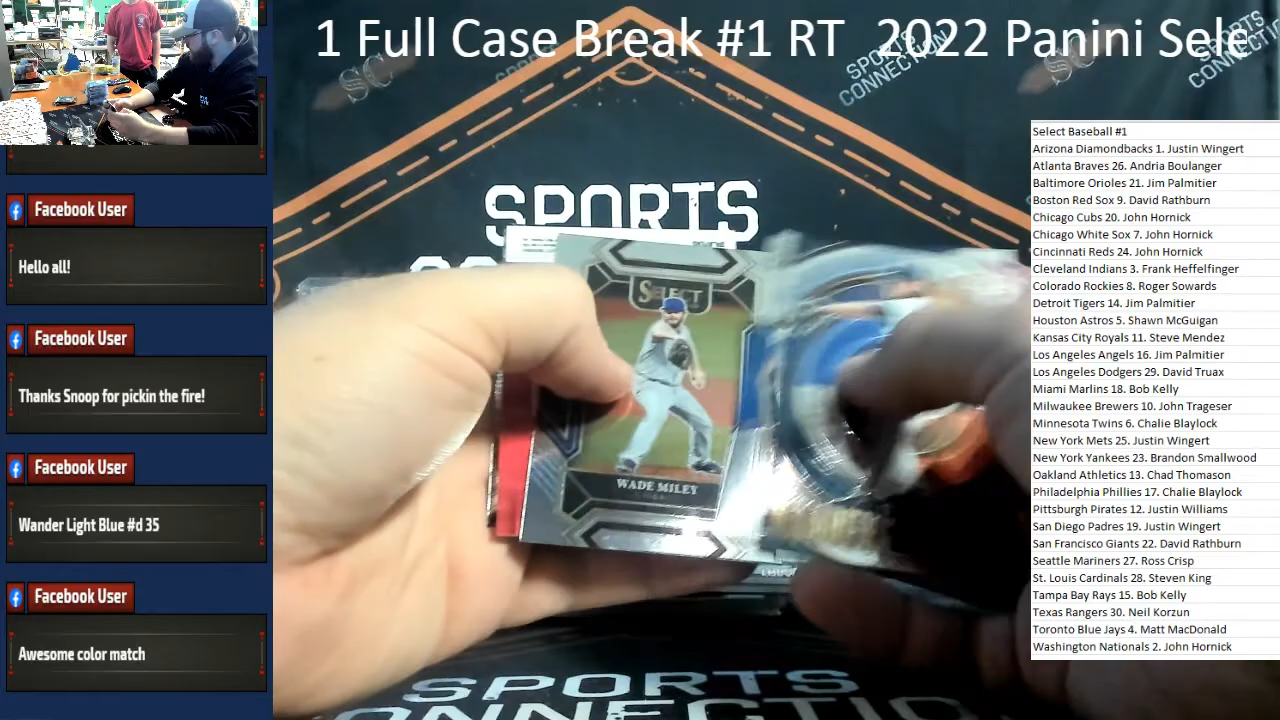 1 Full Case Break #1 RT 2022 Panini Sele
SPORTS CONNECTION
SC
SPORTS CONNECTION
SC
SPORTS CONNECTION
SPORTS
Facebook User
Hello all!
Facebook User
Thanks Snoop for pickin the fire!
Facebook User
Wander Light Blue #d 35
Facebook User
Awesome color match
SELECT
WADE MILEY
SPORTS
CONNECTION
Select Baseball #1
Arizona Diamondbacks 1. Justin Wingert
Atlanta Braves 26. Andria Boulanger
Baltimore Orioles 21. Jim Palmitier
Boston Red Sox 9. David Rathburn
Chicago Cubs 20. John Hornick
Chicago White Sox 7. John Hornick
Cincinnati Reds 24. John Hornick
Cleveland Indians 3. Frank Heffelfinger
Colorado Rockies 8. Roger Sowards
Detroit Tigers 14. Jim Palmitier
Houston Astros 5. Shawn McGuigan
Kansas City Royals 11. Steve Mendez
Los Angeles Angels 16. Jim Palmitier
Los Angeles Dodgers 29. David Truax
Miami Marlins 18. Bob Kelly
Milwaukee Brewers 10. John Trageser
Minnesota Twins 6. Chalie Blaylock
New York Mets 25. Justin Wingert
New York Yankees 23. Brandon Smallwood
Oakland Athletics 13. Chad Thomason
Philadelphia Phillies 17. Chalie Blaylock
Pittsburgh Pirates 12. Justin Williams
San Diego Padres 19. Justin Wingert
San Francisco Giants 22. David Rathburn
Seattle Mariners 27. Ross Crisp
St. Louis Cardinals 28. Steven King
Tampa Bay Rays 15. Bob Kelly
Texas Rangers 30. Neil Korzun
Toronto Blue Jays 4. Matt MacDonald
Washington Nationals 2. John Hornick